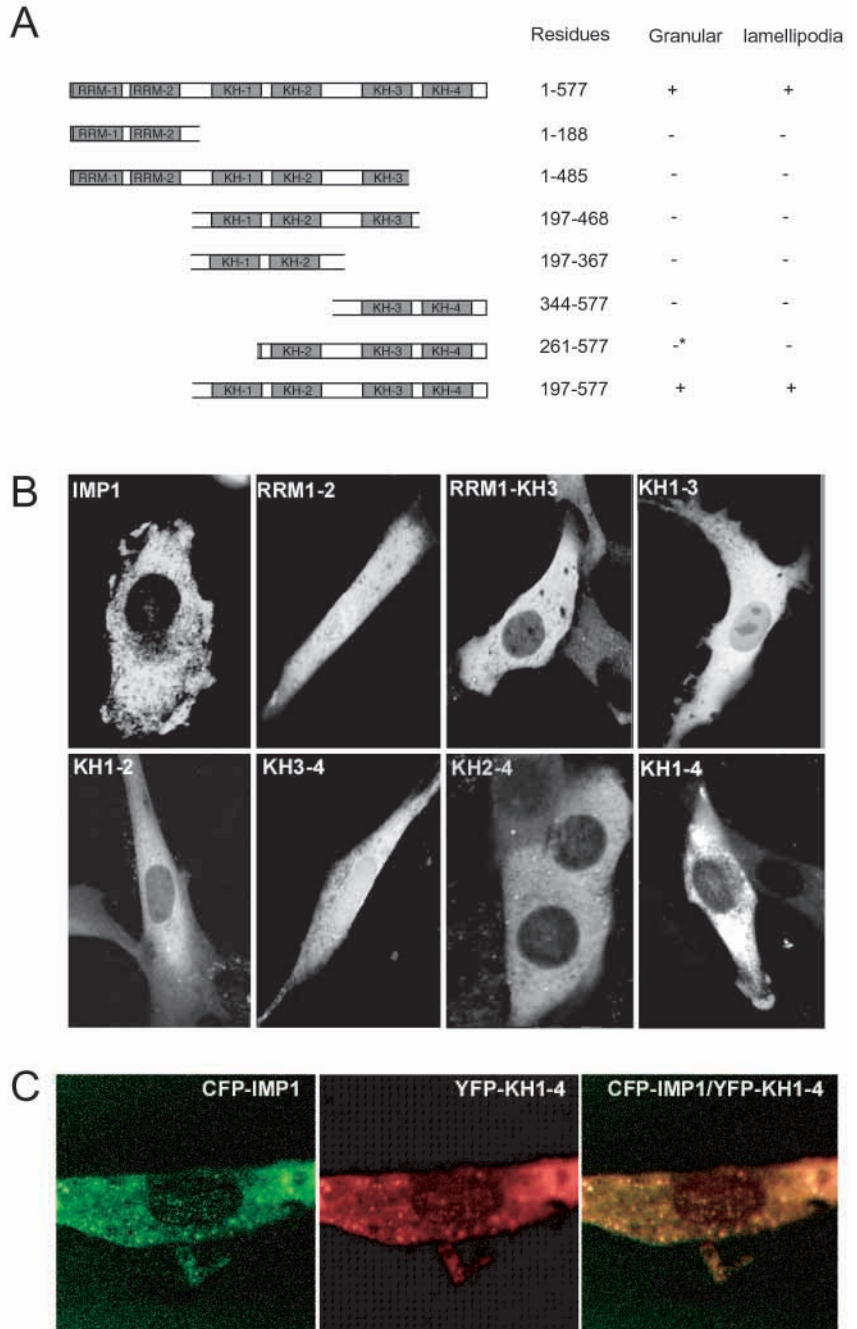 A
Residues Granular lamellipodia
RRM-1 RRM-2 KH-1 KH-2 KH-3 KH-4 1-577 + +
RRM-1 RRM-2 1-188 - -
RRM-1 RRM-2 KH-1 KH-2 KH-3 1-485 - -
KH-1 KH-2 KH-3 197-468 - -
KH-1 KH-2 197-367 - -
KH-3 KH-4 344-577 - -
KH-2 KH-3 KH-4 261-577 -* -
KH-1 KH-2 KH-3 KH-4 197-577 + +
B
IMP1 RRM1-2 RRM1-KH3 KH1-3
KH1-2 KH3-4 KH2-4 KH1-4
C
CFP-IMP1 YFP-KH1-4 CFP-IMP1/YFP-KH1-4